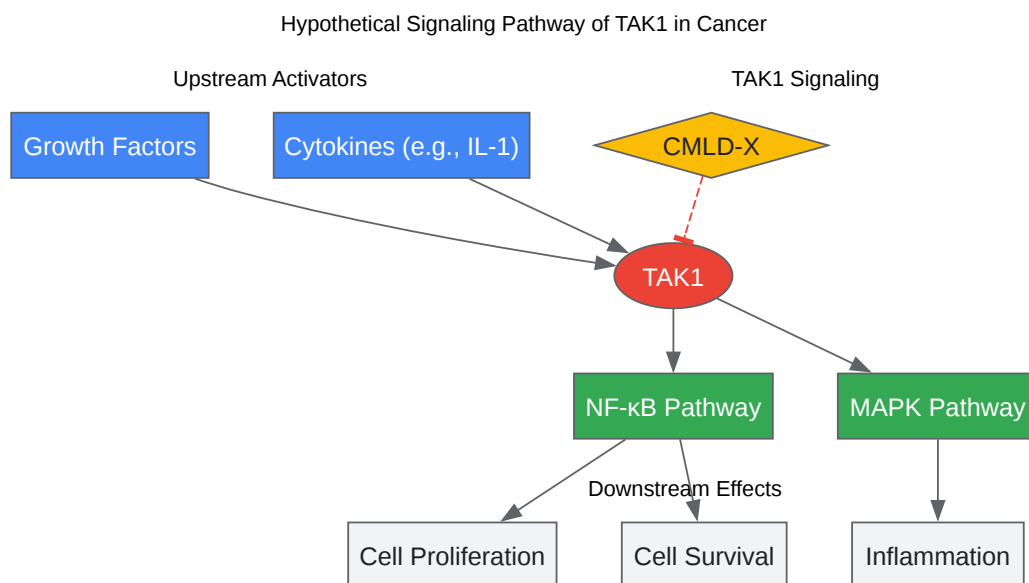 Hypothetical Signaling Pathway of TAK1 in Cancer
Upstream Activators
TAK1 Signaling
Growth Factors
Cytokines (e.g., IL-1)
CMLD-X
TAK1
NF-κB Pathway
MAPK Pathway
Downstream Effects
Cell Proliferation
Cell Survival
Inflammation